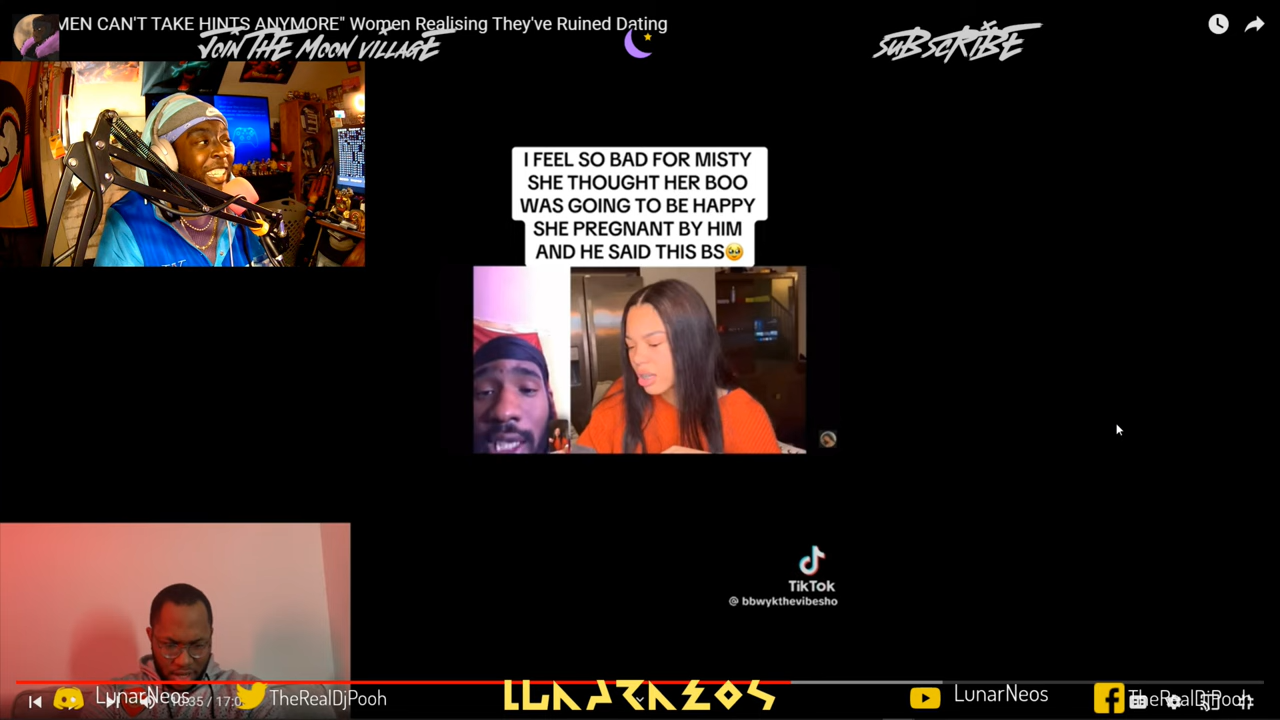 MEN CAN'T TAKE HINTS ANYMORE" Women Realising They've Ruined Dating
JOIN THE MOON VILLAGE
SUBSCRIBE
I FEEL SO BAD FOR MISTY
SHE THOUGHT HER BOO
WAS GOING TO BE HAPPY
SHE PREGNANT BY HIM
AND HE SAID THIS BS🥹
TikTok
@ bbwykthevibesho
LunarNeos
TheRealDjPooh
LUNARNEOS
LunarNeos
TheRealDjPooh